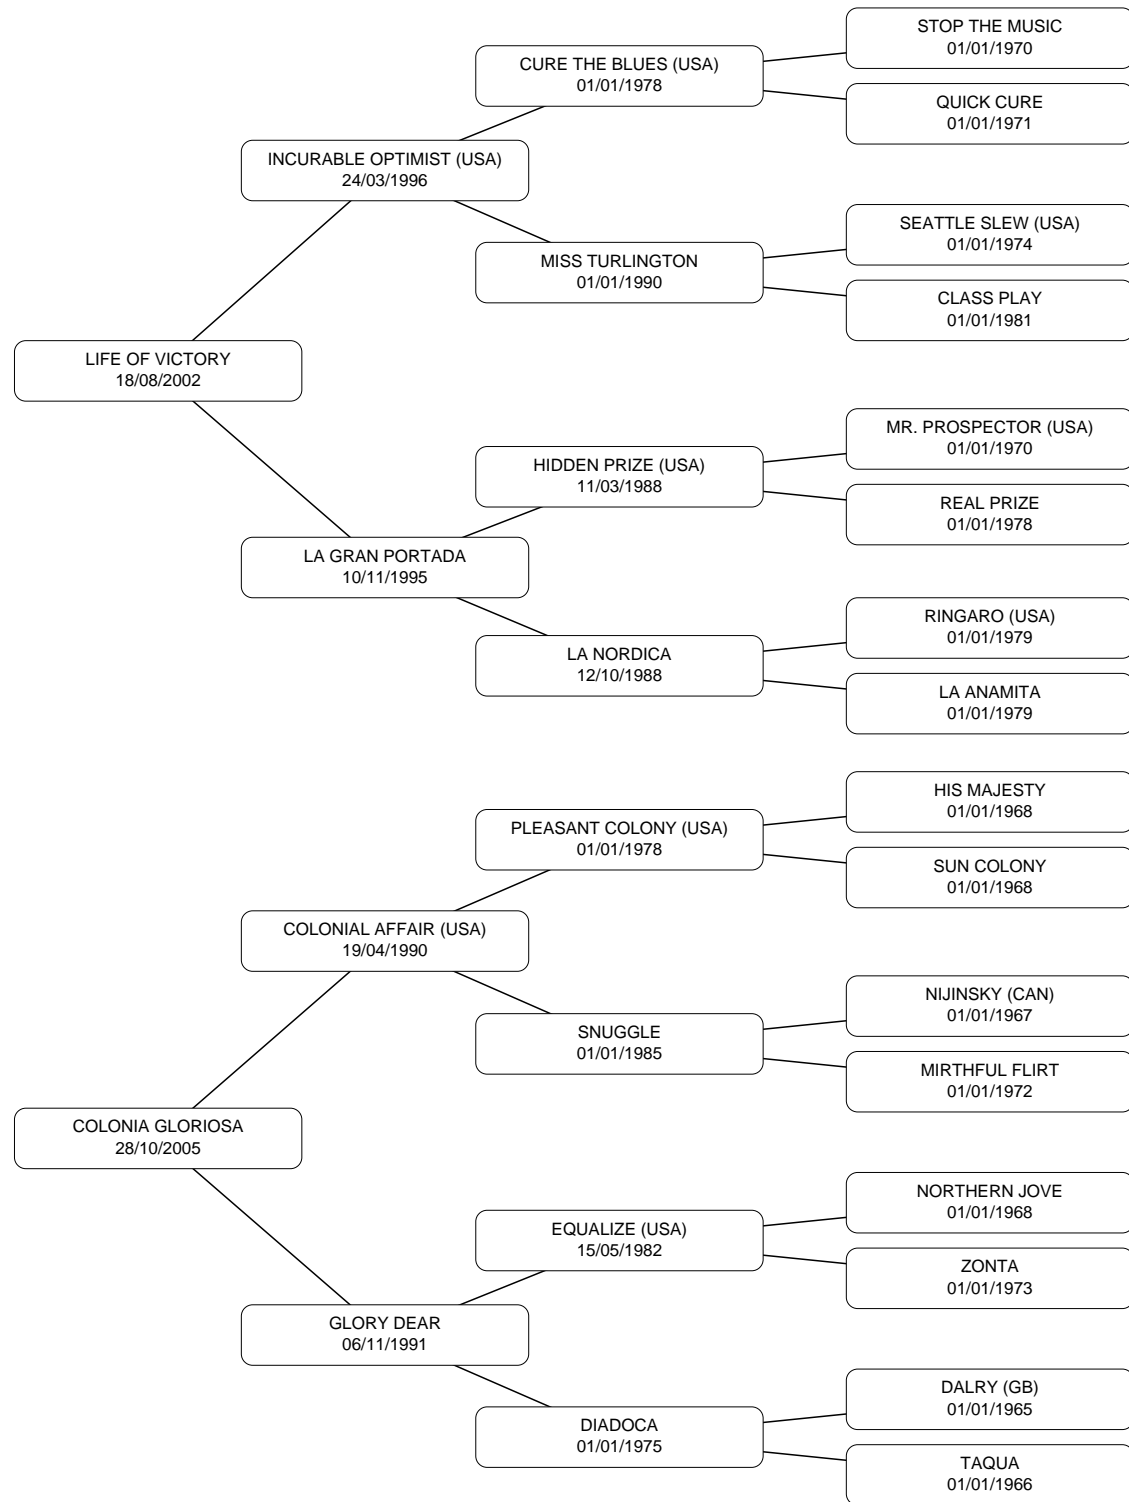 STOP THE MUSIC
01/01/1970
CURE THE BLUES (USA)
01/01/1978
QUICK CURE
01/01/1971
INCURABLE OPTIMIST (USA)
24/03/1996
SEATTLE SLEW (USA)
01/01/1974
MISS TURLINGTON
01/01/1990
CLASS PLAY
01/01/1981
LIFE OF VICTORY
18/08/2002
MR. PROSPECTOR (USA)
01/01/1970
HIDDEN PRIZE (USA)
11/03/1988
REAL PRIZE
01/01/1978
LA GRAN PORTADA
10/11/1995
RINGARO (USA)
01/01/1979
LA NORDICA
12/10/1988
LA ANAMITA
01/01/1979
HIS MAJESTY
01/01/1968
PLEASANT COLONY (USA)
01/01/1978
SUN COLONY
01/01/1968
COLONIAL AFFAIR (USA)
19/04/1990
NIJINSKY (CAN)
01/01/1967
SNUGGLE
01/01/1985
MIRTHFUL FLIRT
01/01/1972
COLONIA GLORIOSA
28/10/2005
NORTHERN JOVE
01/01/1968
EQUALIZE (USA)
15/05/1982
ZONTA
01/01/1973
GLORY DEAR
06/11/1991
DALRY (GB)
01/01/1965
DIADOCA
01/01/1975
TAQUA
01/01/1966